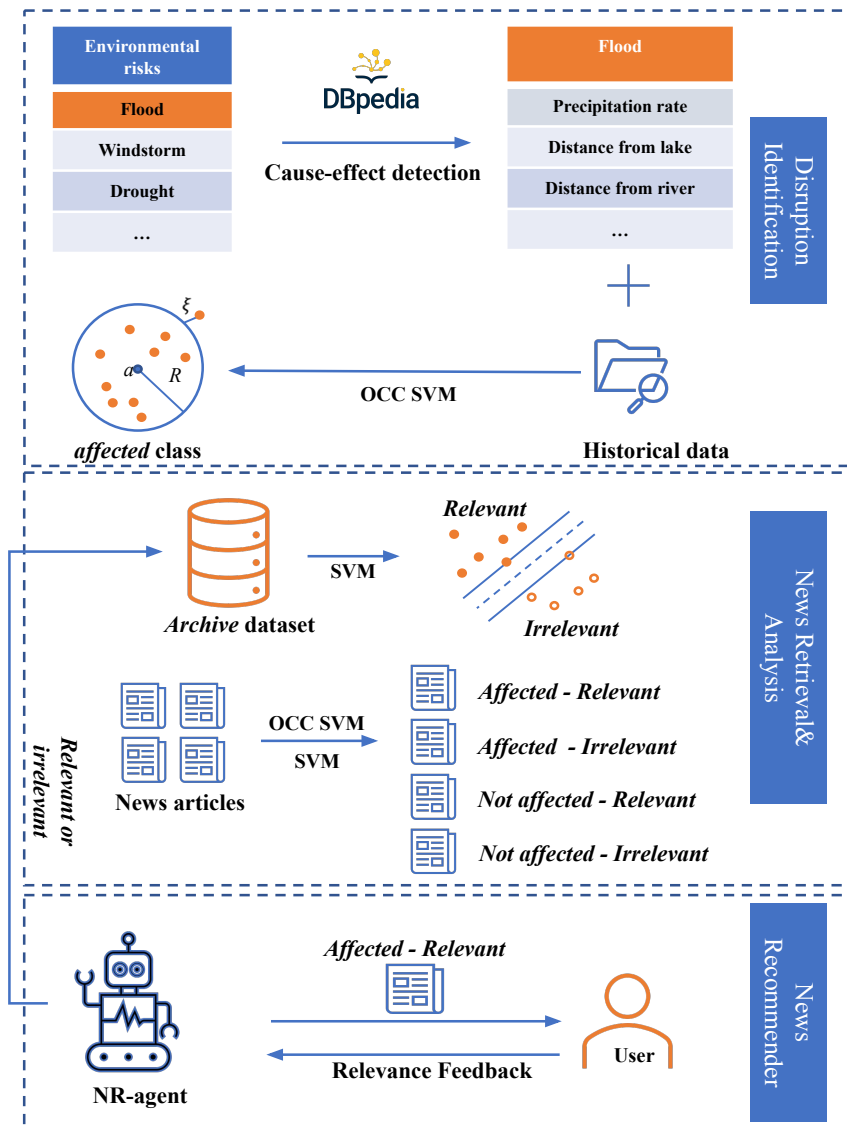 Environmental
risks
Flood
Windstorm
Drought
...
DBpedia
Cause-effect detection
Flood
Precipitation rate
Distance from lake
Distance from river
...
Disruption
Identification
ξ
a
R
affected class
OCC SVM
Historical data
Archive dataset
SVM
Relevant
Irrelevant
News articles
OCC SVM
SVM
Affected - Relevant
Affected - Irrelevant
Not affected - Relevant
Not affected - Irrelevant
News Retrieval&
Analysis
Relevant or
irrelevant
NR-agent
Affected - Relevant
Relevance Feedback
User
News
Recommender